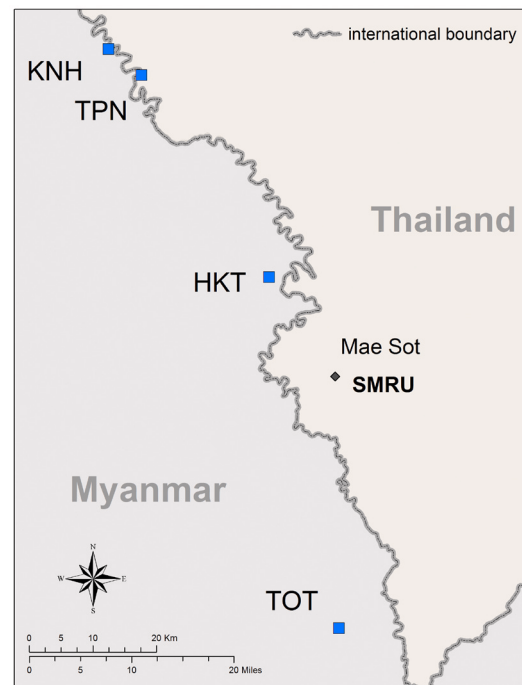 international boundary
KNH
TPN
Thailand
HKT
Mae Sot
SMRU
Myanmar
N
W E
S
TOT
0 5 10 20 Km
0 5 10 20 Miles